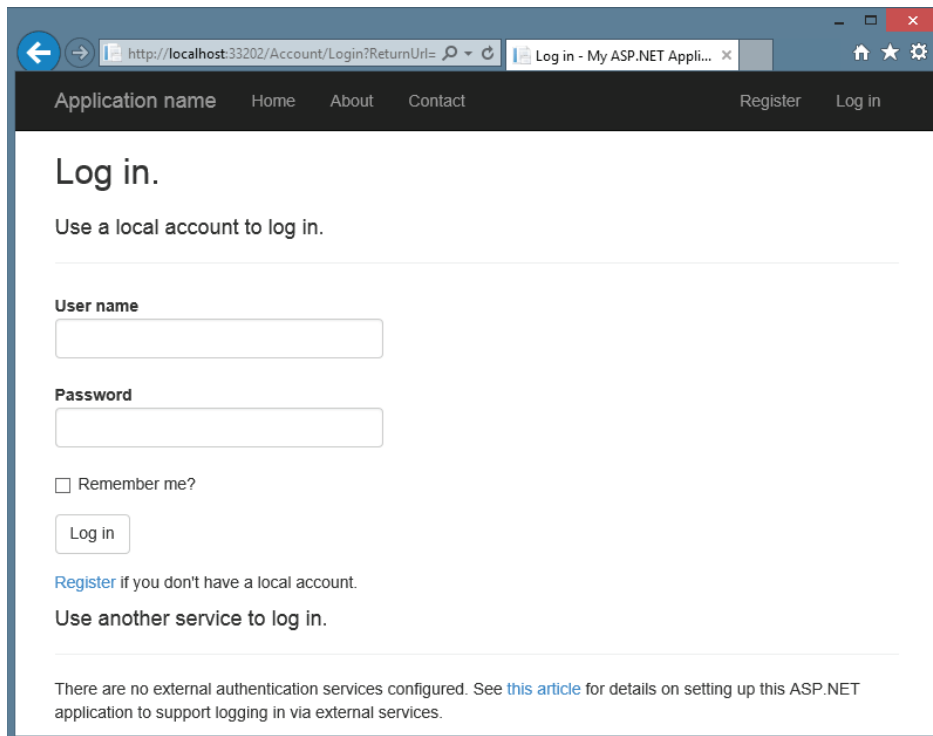 http://localhost:33202/Account/Login?ReturnUrl=
Log in - My ASP.NET Appli...
Application name
Home
About
Contact
Register
Log in
Log in.
Use a local account to log in.
User name
Password
Remember me?
Log in
Register if you don't have a local account.
Use another service to log in.
There are no external authentication services configured. See this article for details on setting up this ASP.NET
application to support logging in via external services.